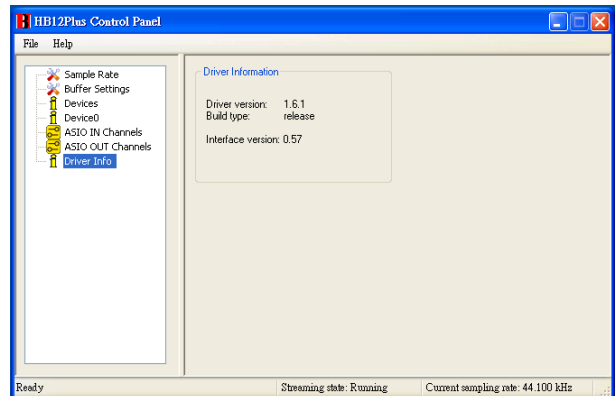 HB12Plus Control Panel
File Help
Sample Rate
Buffer Settings
Devices
Device0
ASIO IN Channels
ASIO OUT Channels
Driver Info
Driver Information
Driver version: 1.6.1
Build type: release
Interface version: 0.57
Ready
Streaming state: Running
Current sampling rate: 44.100 kHz